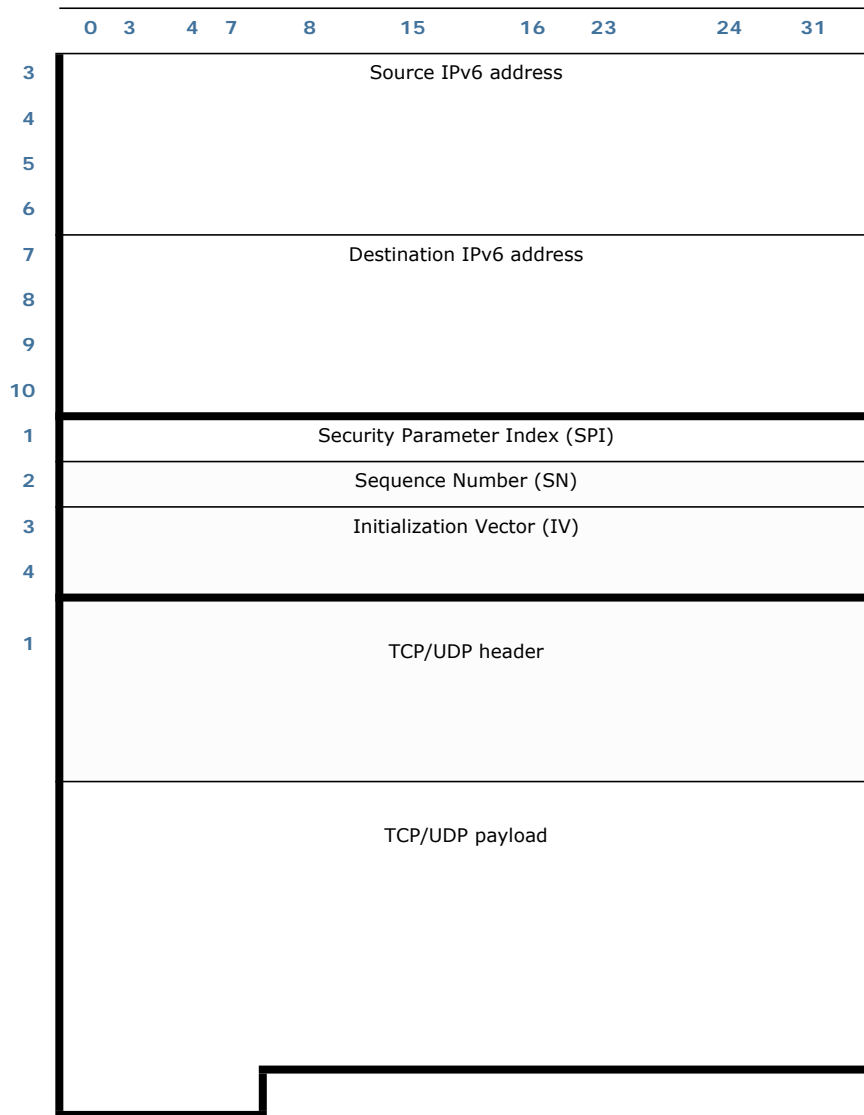 0 3 4 7 8 15 16 23 24 31
3 Source IPv6 address
4
5
6
7 Destination IPv6 address
8
9
10
1 Security Parameter Index (SPI)
2 Sequence Number (SN)
3 Initialization Vector (IV)
4
1 TCP/UDP header
TCP/UDP payload